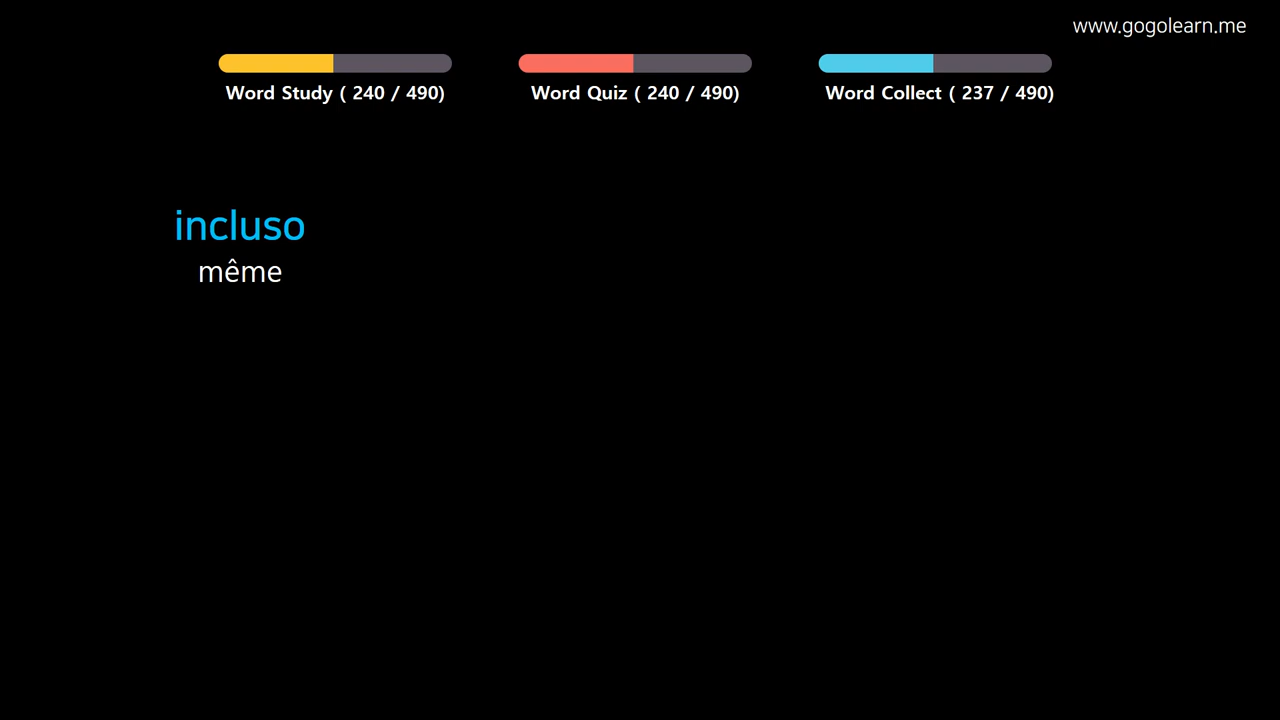 www.gogolearn.me
Word Study ( 240 / 490)
Word Quiz ( 240 / 490)
Word Collect ( 237 / 490)
incluso
même